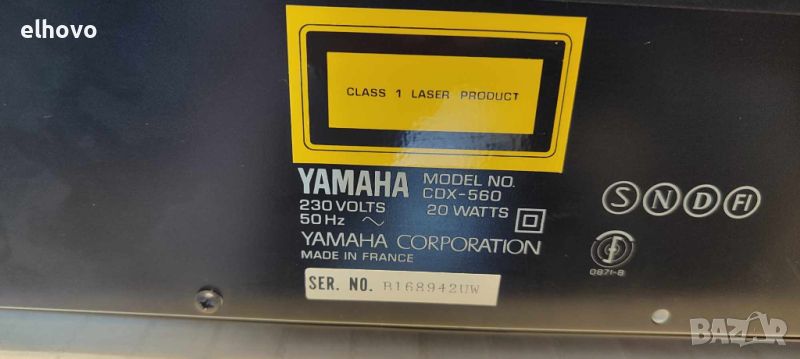 elhovo
CLASS 1 LASER PRODUCT
YAMAHA MODEL NO. CDX-560
230 VOLTS 20 WATTS
50 Hz
YAMAHA CORPORATION
MADE IN FRANCE
SER. NO. B168942UW
S N D FI
0871-8
BAZAR